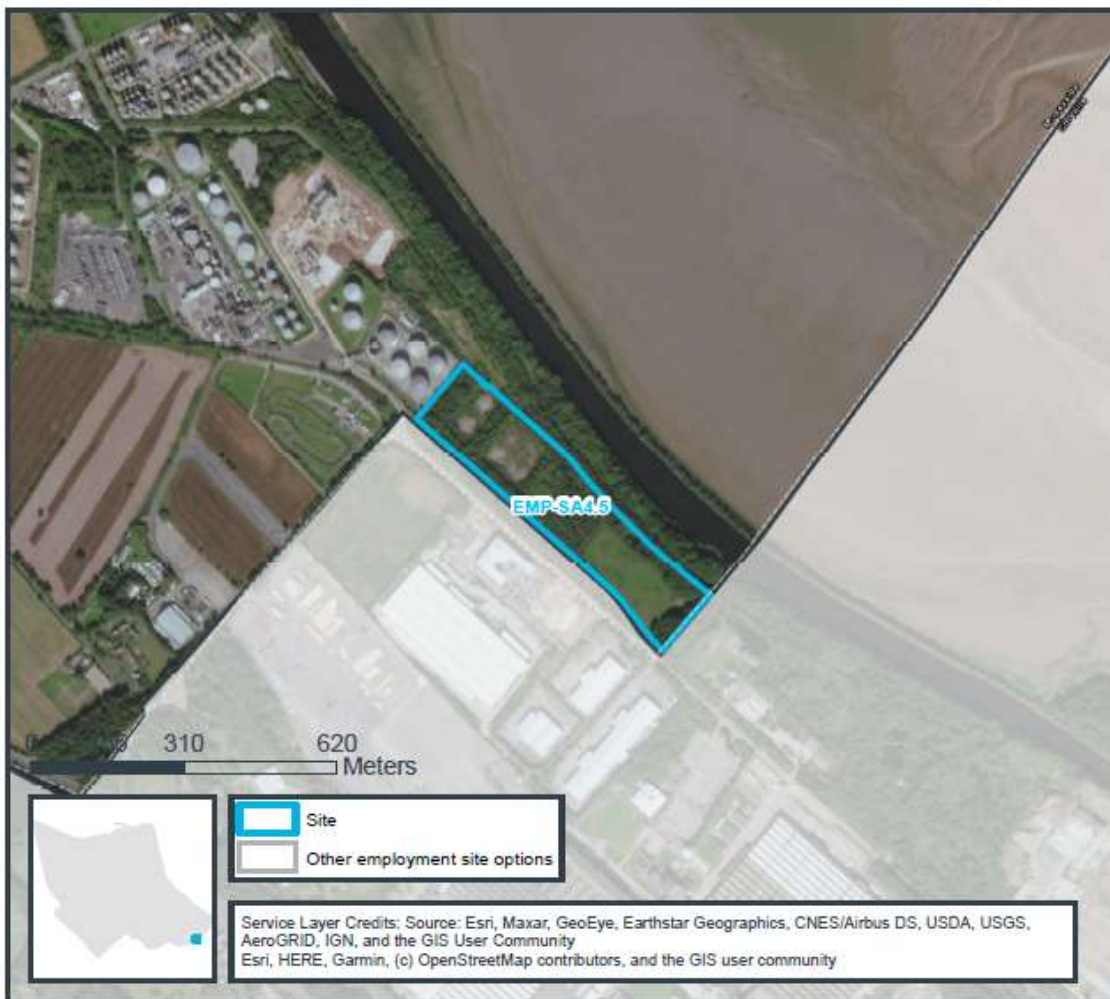 EMP-SA4.5
310
620
Meters
Site
Other employment site options
Service Layer Credits: Source: Esri, Maxar, GeoEye, Earthstar Geographics, CNES/Airbus DS, USDA, USGS,
AeroGRID, IGN, and the GIS User Community
Esri, HERE, Garmin, (c) OpenStreetMap contributors, and the GIS user community